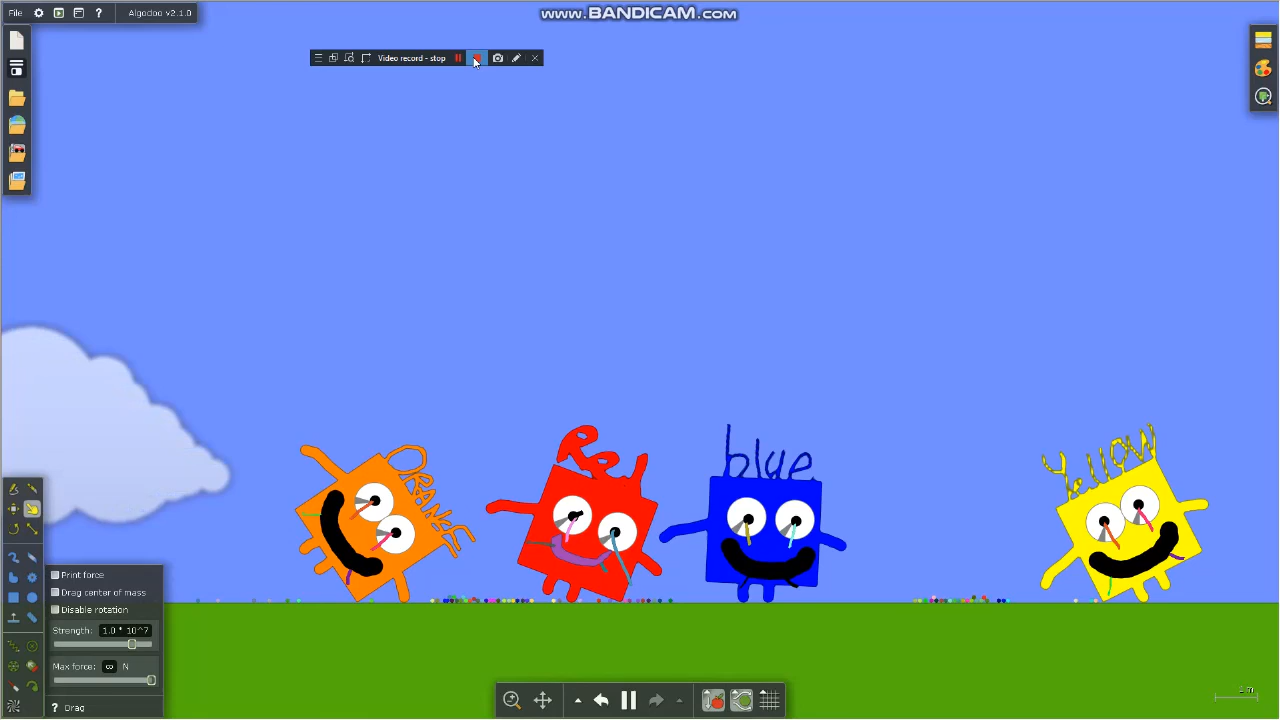 File
?
Algodoo v2.1.0
www.BANDICAM.com
Video record - stop
ORANGE
Red
blue
yellow
Print force
Drag center of mass
Disable rotation
Strength: 1.0 * 10^7
Max force: ∞ N
? Drag
1 m